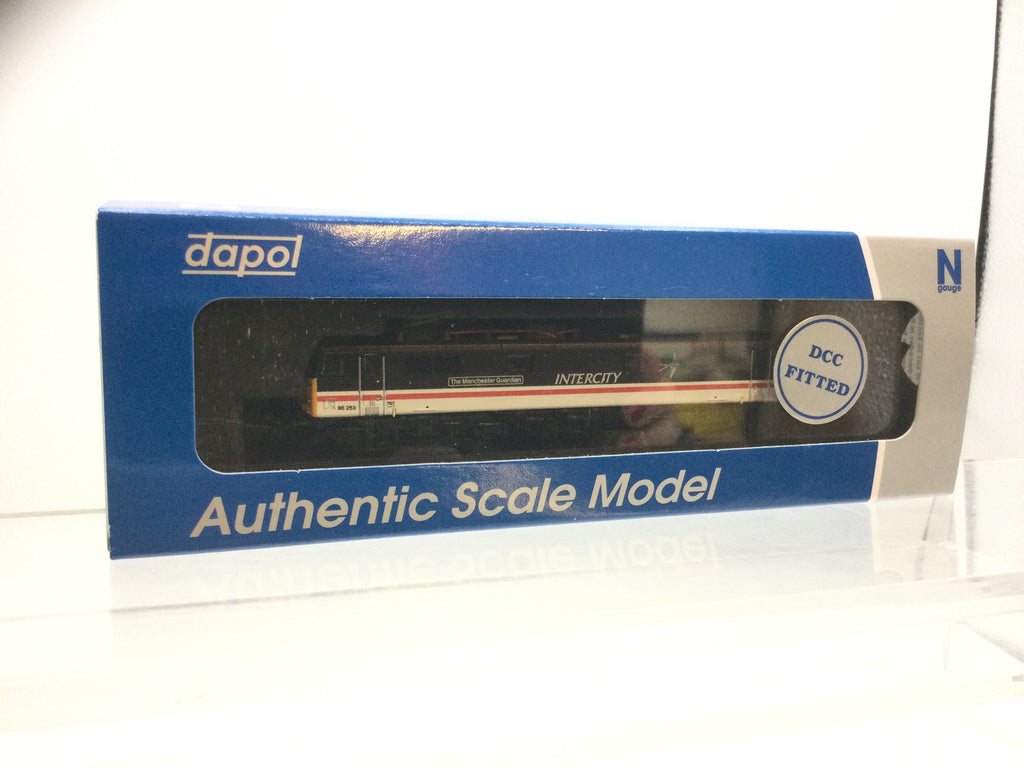 dapol
N
gauge
The Manchester Guardian
INTERCITY
86 253
DCC
FITTED
Authentic Scale Model